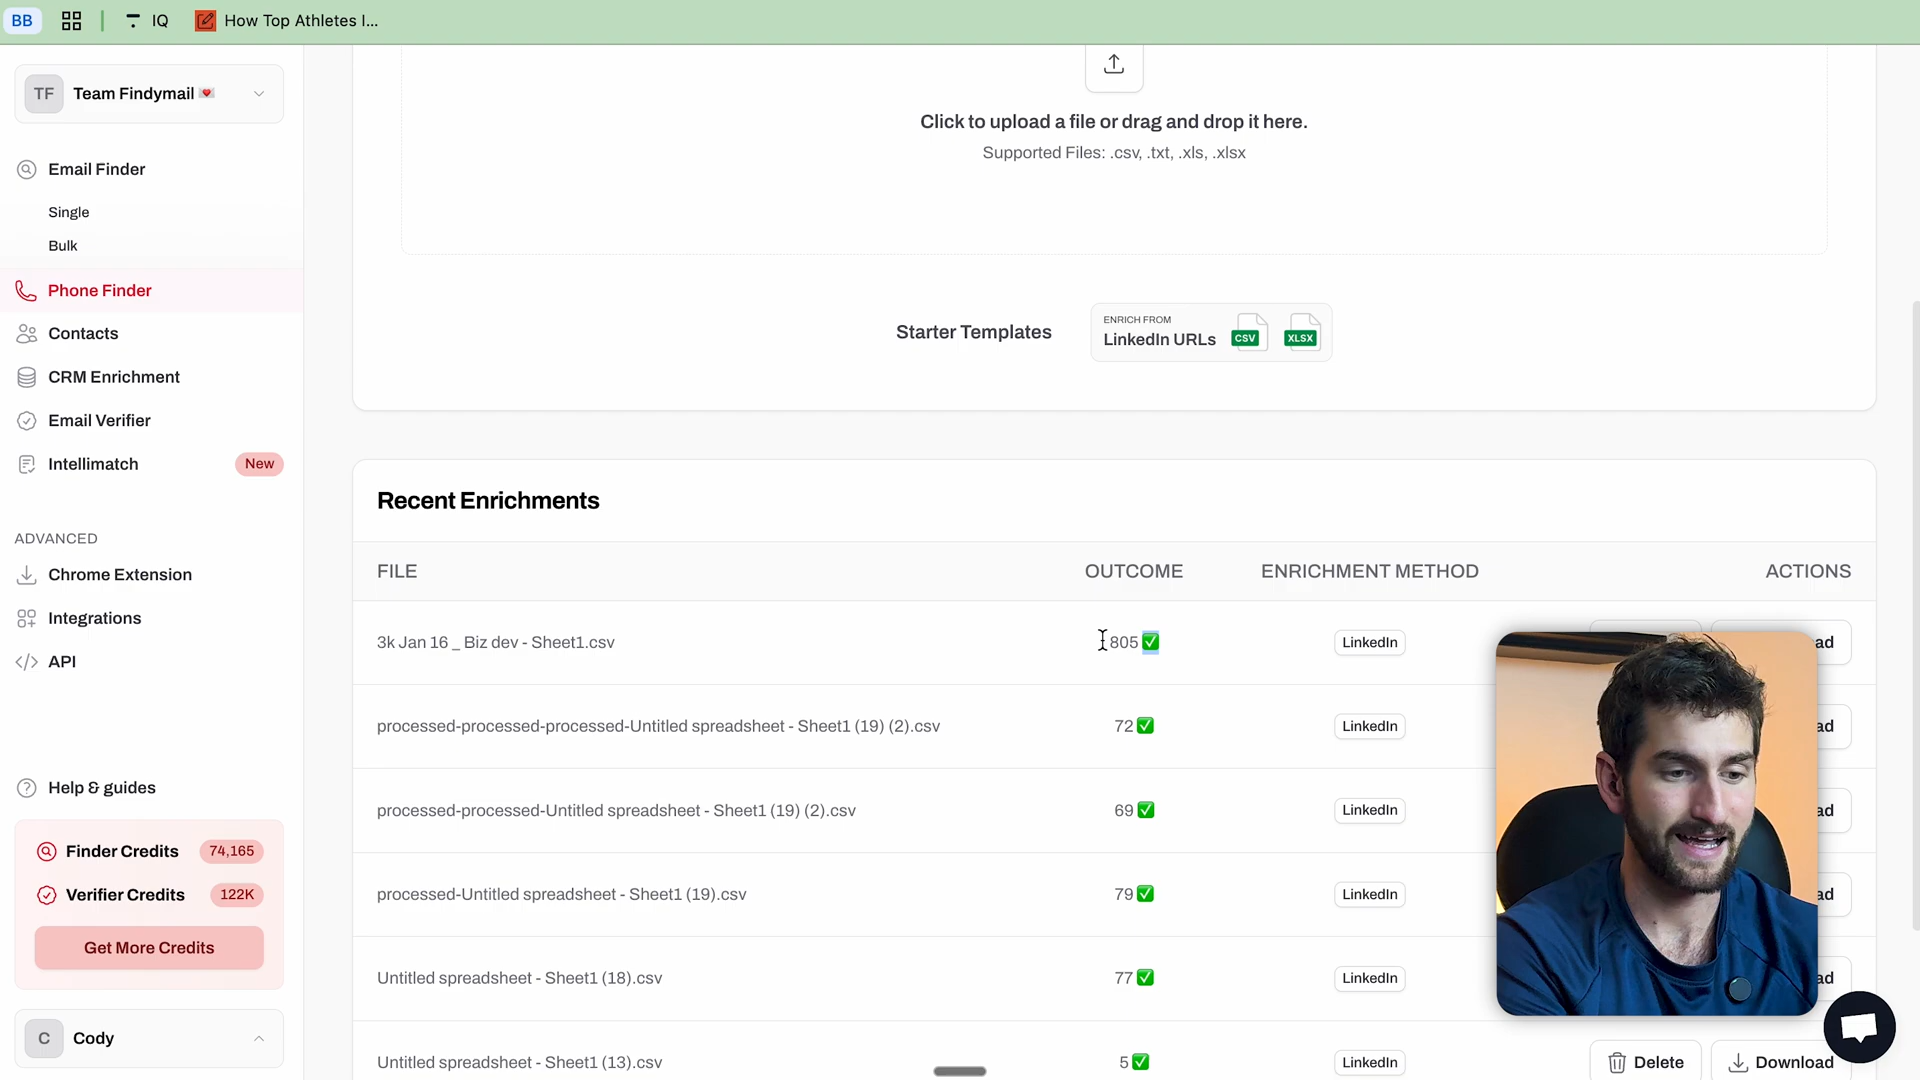 BB
IQ
How Top Athletes I...
TF
Team Findymail
Email Finder
Single
Bulk
Phone Finder
Contacts
CRM Enrichment
Email Verifier
Intellimatch
New
ADVANCED
Chrome Extension
Integrations
API
Help & guides
Finder Credits
74,165
Verifier Credits
122K
Get More Credits
C
Cody
Click to upload a file or drag and drop it here.
Supported Files: .csv, .txt, .xls, .xlsx
Starter Templates
ENRICH FROM
LinkedIn URLs
CSV
XLSX
Recent Enrichments
FILE OUTCOME ENRICHMENT METHOD ACTIONS
3k Jan 16 _ Biz dev - Sheet1.csv 805 LinkedIn ad
processed-processed-processed-Untitled spreadsheet - Sheet1 (19) (2).csv 72 LinkedIn ad
processed-processed-Untitled spreadsheet - Sheet1 (19) (2).csv 69 LinkedIn ad
processed-Untitled spreadsheet - Sheet1 (19).csv 79 LinkedIn ad
Untitled spreadsheet - Sheet1 (18).csv 77 LinkedIn ad
Untitled spreadsheet - Sheet1 (13).csv 5 LinkedIn Delete Download